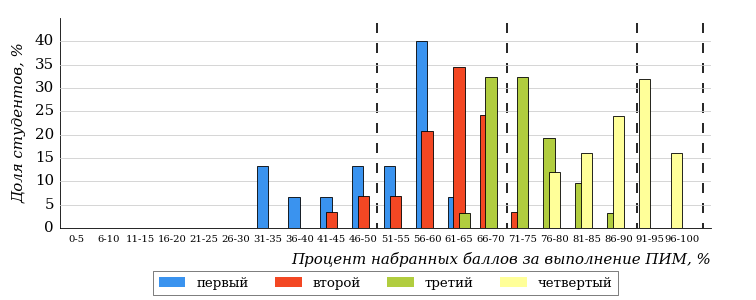 Доля студентов, %
40
35
30
25
20
15
10
5
0
0-5 6-10 11-15 16-20 21-25 26-30 31-35 36-40 41-45 46-50 51-55 56-60 61-65 66-70 71-75 76-80 81-85 86-90 91-95 96-100
Процент набранных баллов за выполнение ПИМ, %
первый второй третий четвертый